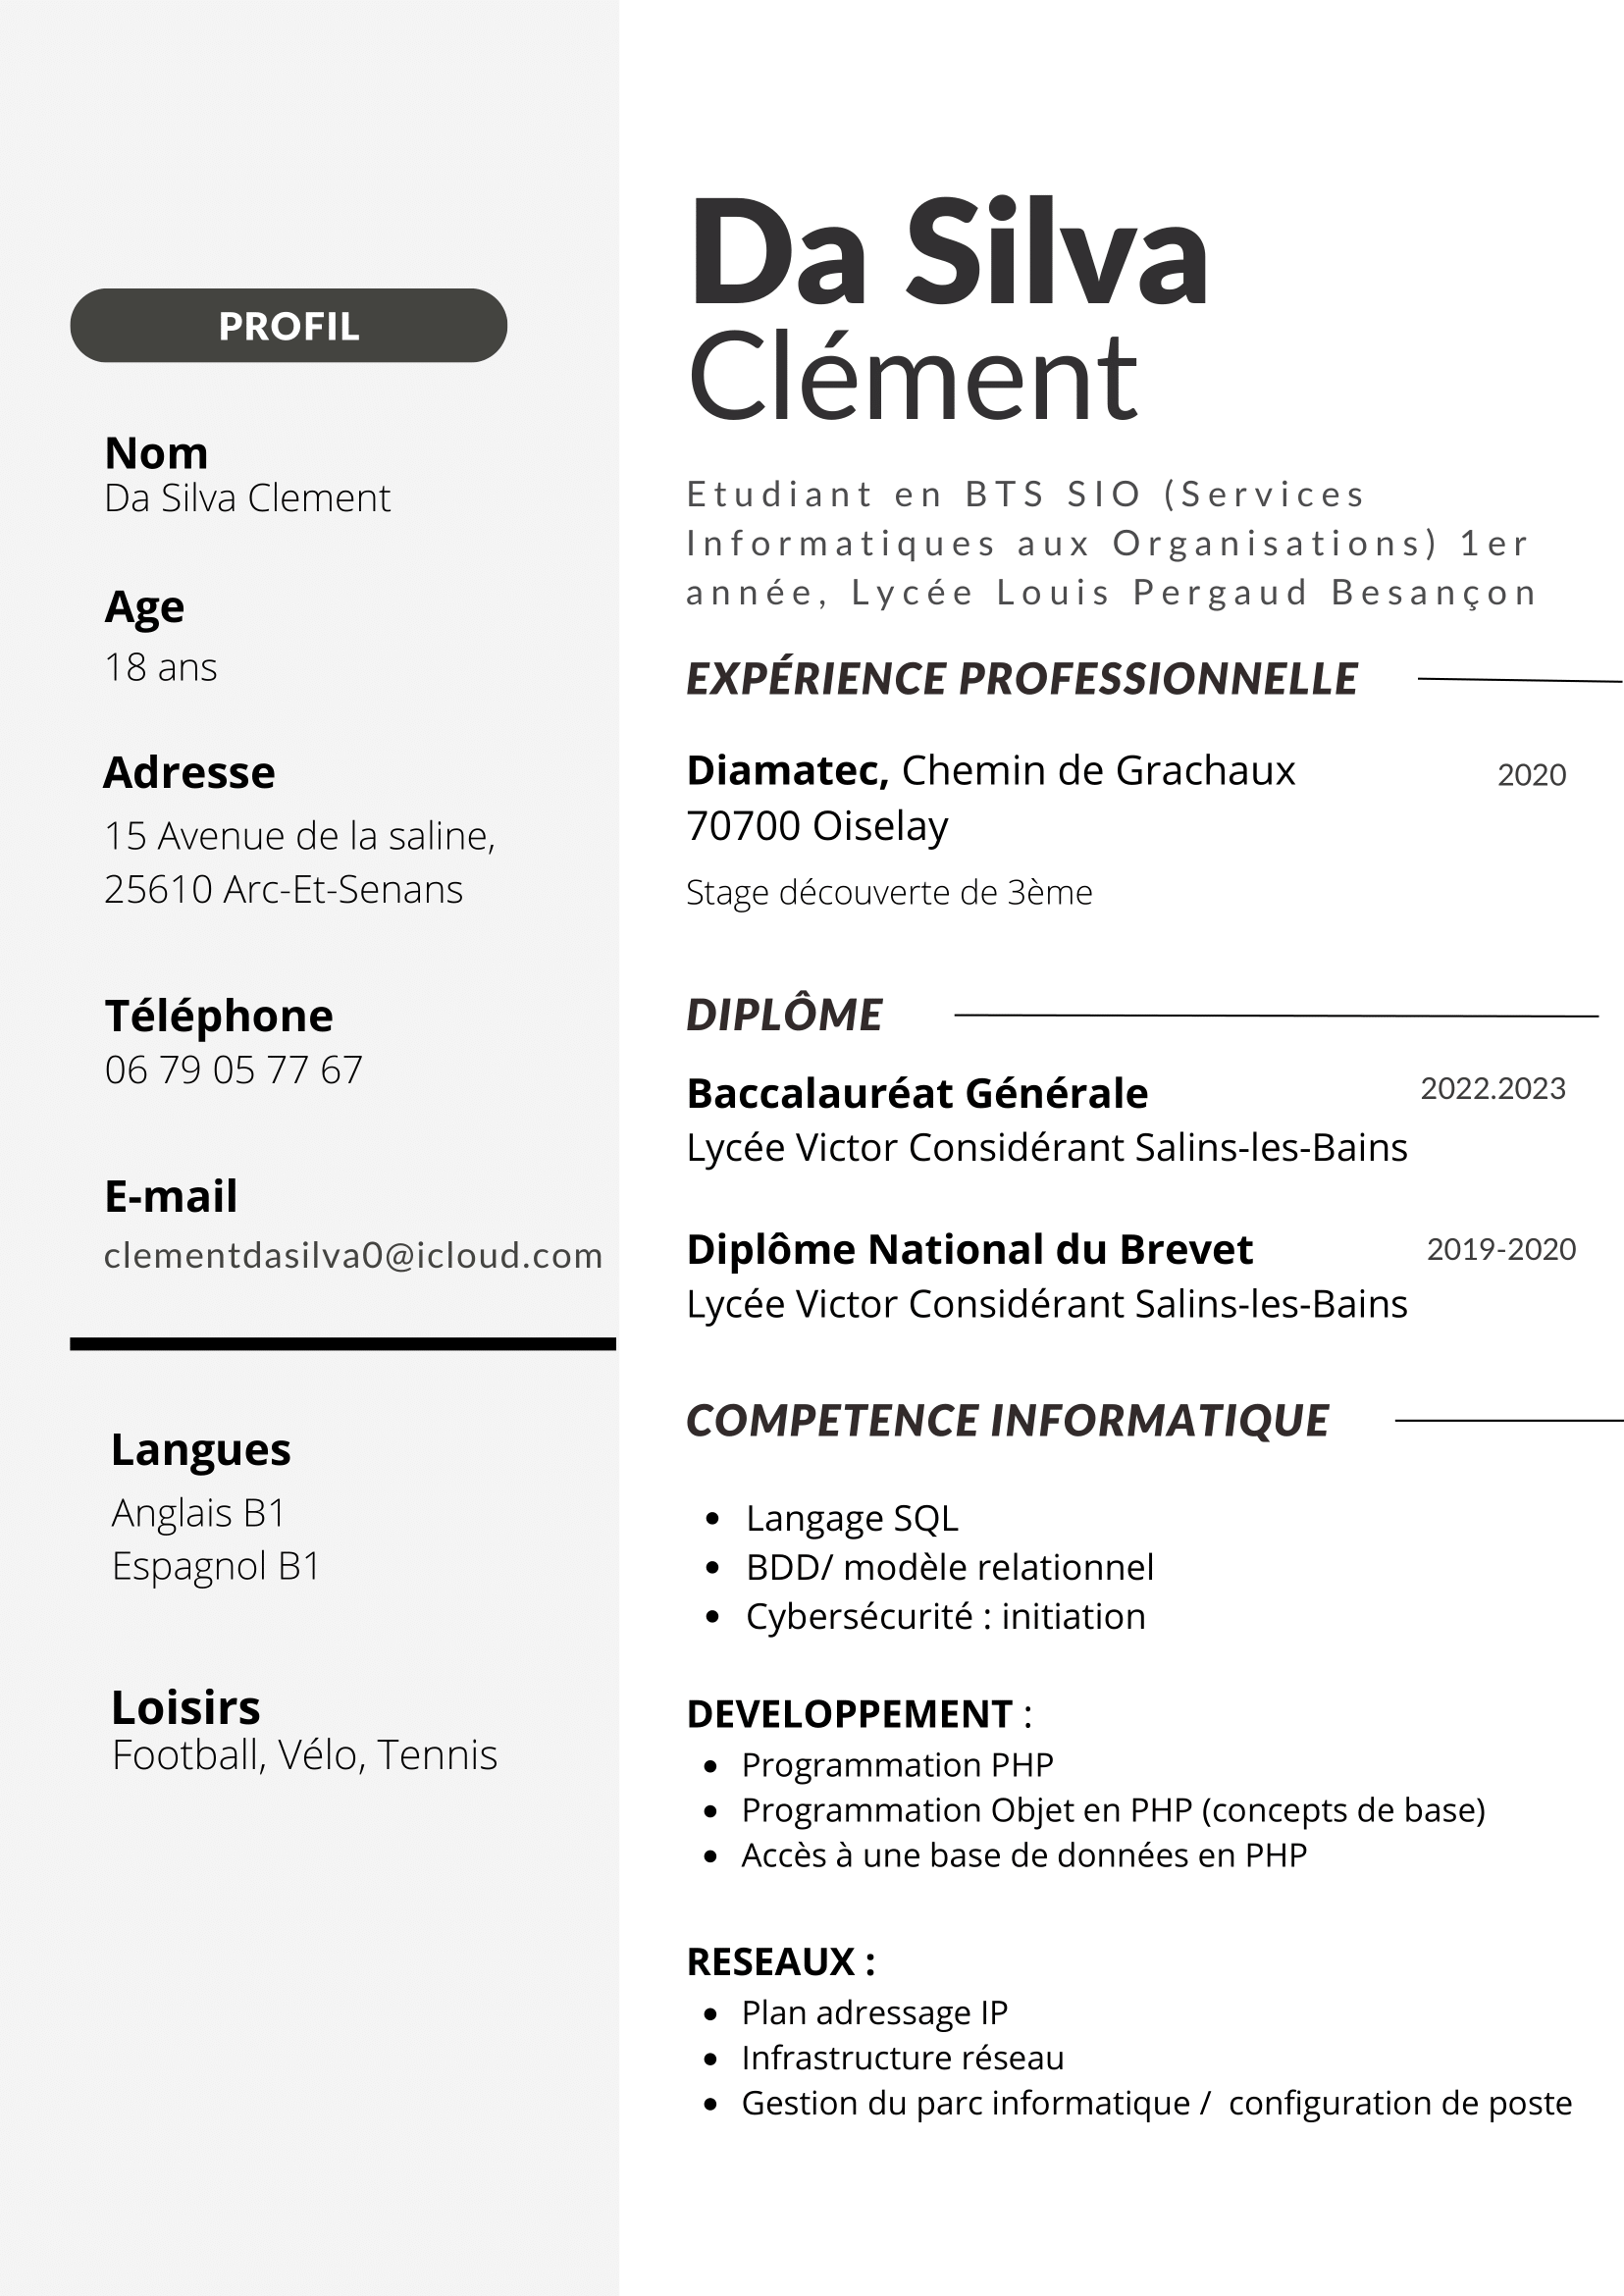 PROFIL
Nom
Da Silva Clement
Age
18 ans
Adresse
15 Avenue de la saline,
25610 Arc-Et-Senans
Téléphone
06 79 05 77 67
E-mail
clementdasilva0@icloud.com
Langues
Anglais B1
Espagnol B1
Loisirs
Football, Vélo, Tennis
Da Silva
Clément
Etudiant en BTS SIO (Services
Informatiques aux Organisations) 1er
année, Lycée Louis Pergaud Besançon
EXPÉRIENCE PROFESSIONNELLE
Diamatec, Chemin de Grachaux 2020
70700 Oiselay
Stage découverte de 3ème
DIPLÔME
Baccalauréat Générale 2022.2023
Lycée Victor Considérant Salins-les-Bains
Diplôme National du Brevet 2019-2020
Lycée Victor Considérant Salins-les-Bains
COMPETENCE INFORMATIQUE
• Langage SQL
• BDD/ modèle relationnel
• Cybersécurité : initiation
DEVELOPPEMENT :
• Programmation PHP
• Programmation Objet en PHP (concepts de base)
• Accès à une base de données en PHP
RESEAUX :
• Plan adressage IP
• Infrastructure réseau
• Gestion du parc informatique / configuration de poste